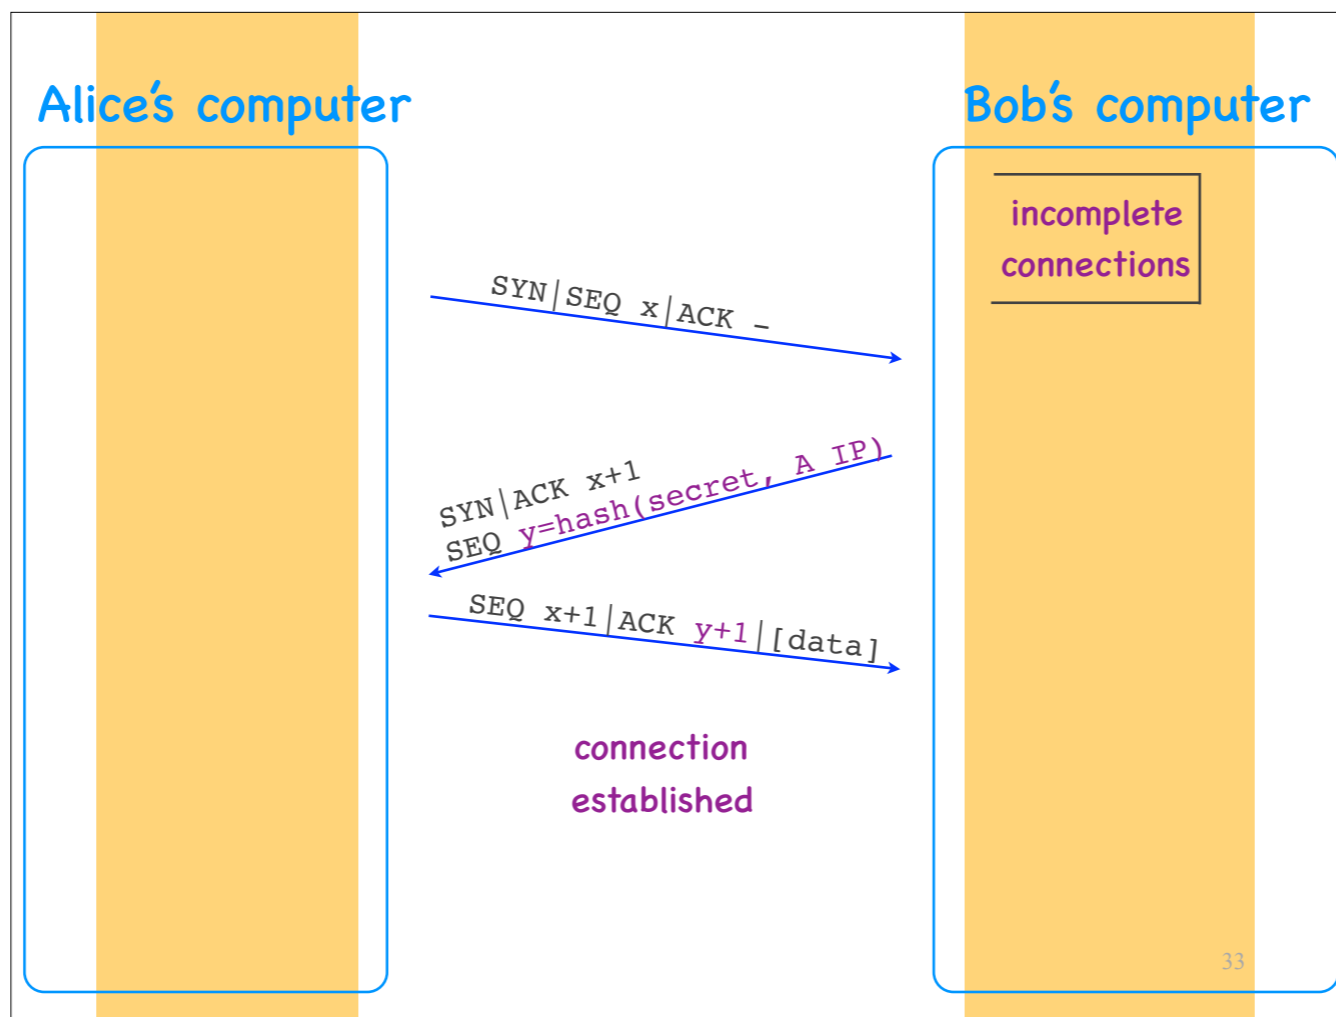 Alice's computer
Bob's computer
incomplete
connections
SYN|SEQ x|ACK -
SYN|ACK x+1
SEQ y=hash(secret, A IP)
SEQ x+1|ACK y+1|[data]
connection
established
33